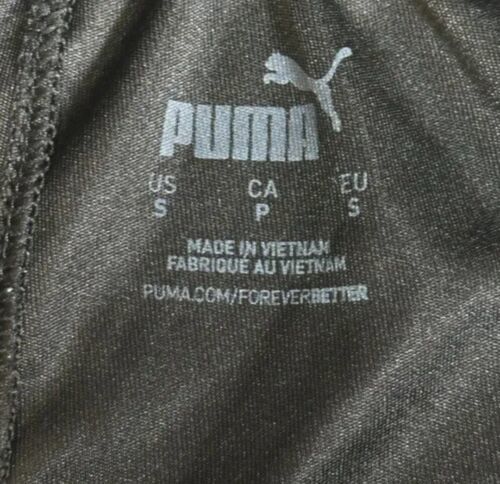 PUMA
US CA EU
S P S
MADE IN VIETNAM
FABRIQUÉ AU VIETNAM
PUMA.COM/FOREVERBETTER